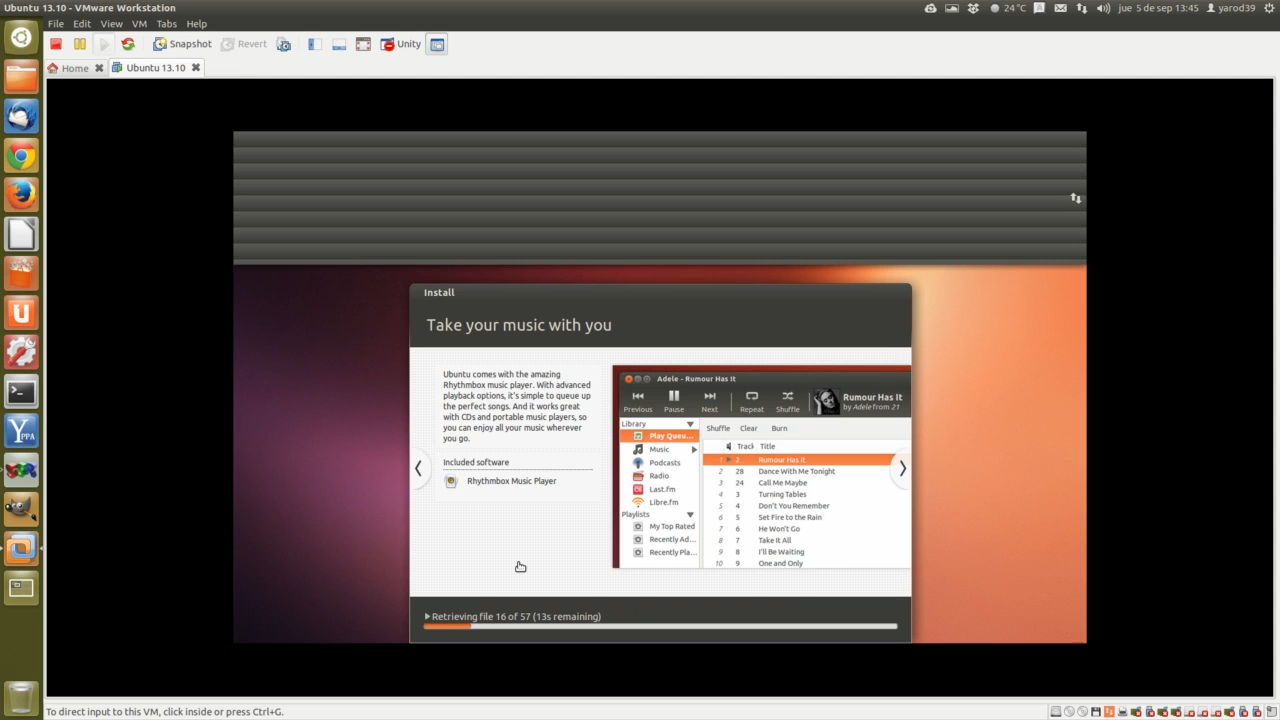 Ubuntu 13.10 - VMware Workstation
24°C A jue 5 de sep 13:45 yarod39
File Edit View VM Tabs Help
Snapshot Revert Unity
Home Ubuntu 13.10
Install
Take your music with you
Ubuntu comes with the amazing
Rhythmbox music player. With advanced
playback options, it's simple to queue up
the perfect songs. And it works great
with CDs and portable music players, so
you can enjoy all your music wherever
you go.
Included software
Rhythmbox Music Player
Adele - Rumour Has It
Previous Pause Next Repeat Shuffle
Rumour Has It
by Adele from 21
Library
Play Queu...
Music
Podcasts
Radio
Last.fm
Libre.fm
Playlists
My Top Rated
Recently Ad...
Recently Pla...
Shuffle Clear Burn
Track Title
1 2 Rumour Has It
2 28 Dance With Me Tonight
3 24 Call Me Maybe
4 3 Turning Tables
5 4 Don't You Remember
6 5 Set Fire to the Rain
7 6 He Won't Go
8 7 Take It All
9 8 I'll Be Waiting
10 9 One and Only
Retrieving file 16 of 57 (13s remaining)
YPPA
To direct input to this VM, click inside or press Ctrl+G.